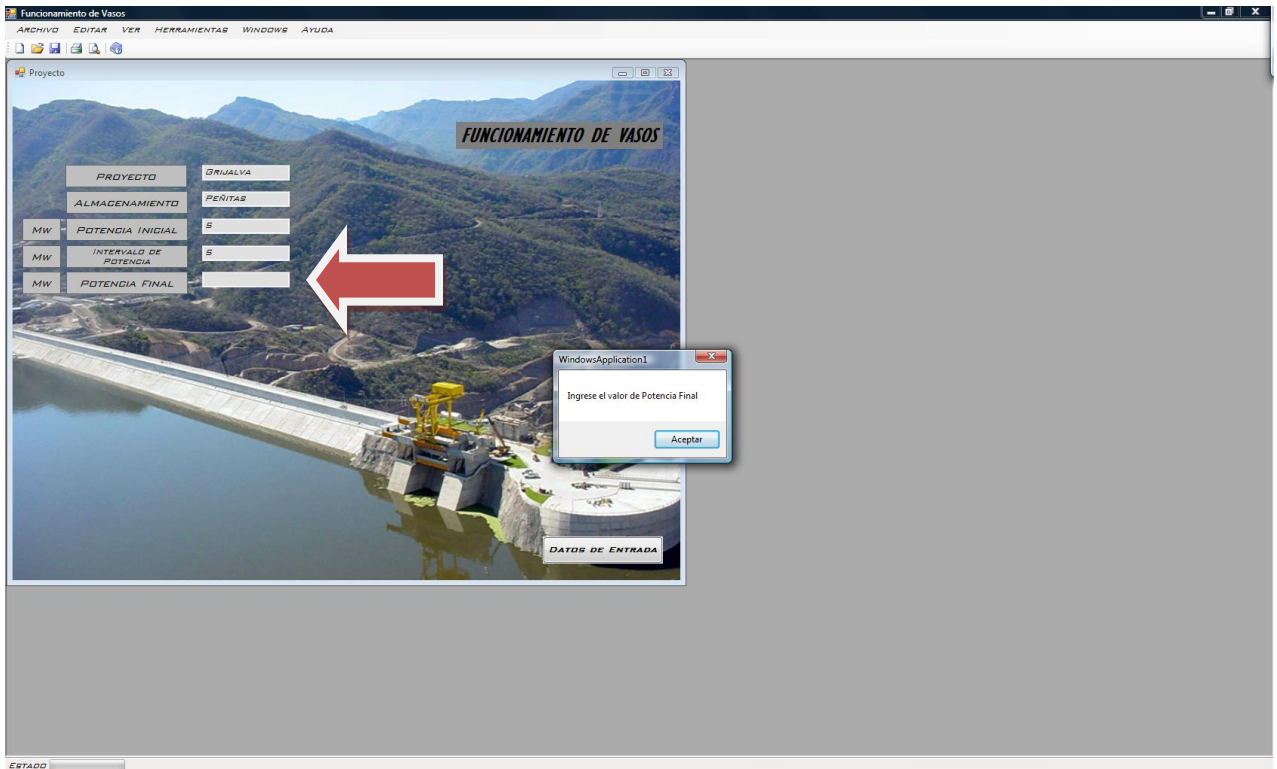 Funcionamiento de Vasos
ARCHIVO EDITAR VER HERRAMIENTAS WINDOWS AYUDA
Proyecto
FUNCIONAMIENTO DE VASOS
PROYECTO GRIJALVA
ALMACENAMIENTO PEÑITAS
MW POTENCIA INICIAL 5
MW INTERVALO DE POTENCIA 5
MW POTENCIA FINAL
WindowsApplication1
Ingrese el valor de Potencia Final
Aceptar
DATOS DE ENTRADA
ESTADO